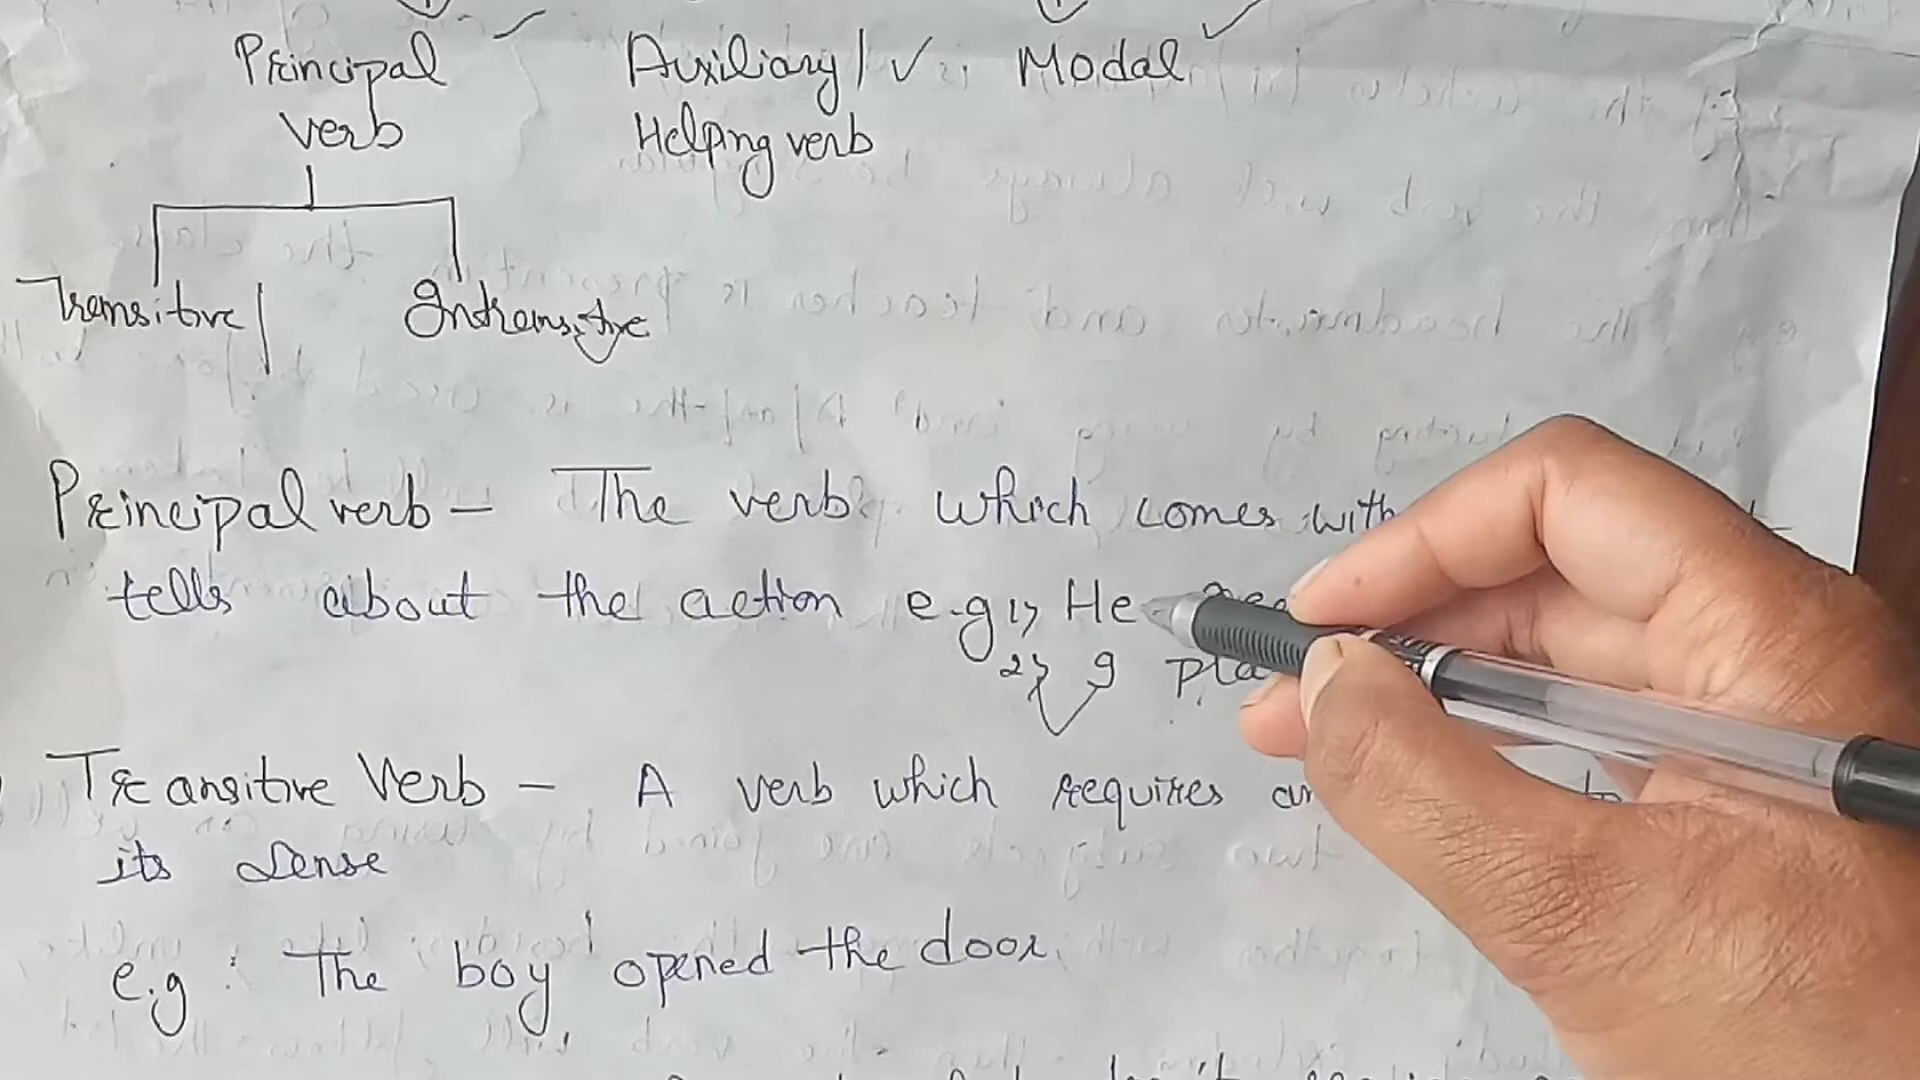 Principal Auxiliary/ Modal
verb Helping verb
Transitive Intransitive
Principal verb – The verb which comes with
tells about the action e.g 1> He
2> I
Transitive Verb – A verb which requires
its sense
e.g : The boy opened the door